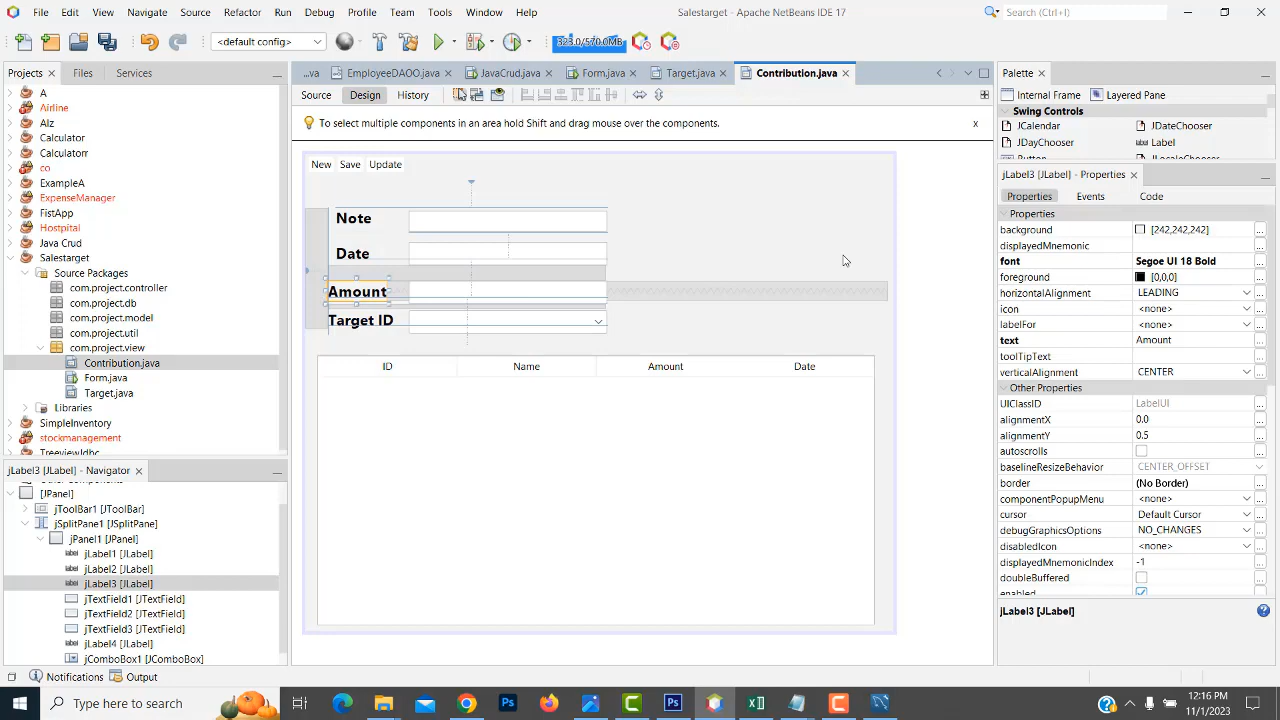 File Edit View Navigate Source Refactor Run Debug Profile Team Tools Window Help
Salestarget - Apache NetBeans IDE 17
Search (Ctrl+I)
<default config>
323.0/570.0MB
Projects Files Services
...va EmployeeDAOO.java JavaCrud.java Form.java Target.java Contribution.java
Palette
Source Design History
Internal Frame Layered Pane
Swing Controls
JCalendar JDateChooser
JDayChooser Label
Button JLocaleChooser
To select multiple components in an area hold Shift and drag mouse over the components. x
A
Airline
Alz
Calculator
Calculatorr
co
ExampleA
ExpenseManager
FistApp
Hostpital
Java Crud
Salestarget
Source Packages
com.project.controller
com.project.db
com.project.model
com.project.util
com.project.view
Contribution.java
Form.java
Target.java
Libraries
SimpleInventory
stockmanagement
TreeviewJdbc
New Save Update
Note
Date
Amount
Target ID
ID Name Amount Date
jLabel3 [JLabel] - Properties
Properties Events Code
Properties
background [242,242,242]
displayedMnemonic
font Segoe UI 18 Bold
foreground [0,0,0]
horizontalAlignment LEADING
icon <none>
labelFor <none>
text Amount
toolTipText
verticalAlignment CENTER
Other Properties
UIClassID LabelUI
alignmentX 0.0
alignmentY 0.5
autoscrolls
baselineResizeBehavior CENTER_OFFSET
border (No Border)
componentPopupMenu <none>
cursor Default Cursor
debugGraphicsOptions NO_CHANGES
disabledIcon <none>
displayedMnemonicIndex -1
doubleBuffered
enabled
jLabel3 [JLabel]
jLabel3 [JLabel] - Navigator
[JPanel]
jToolBar1 [JToolBar]
jSplitPane1 [JSplitPane]
jPanel1 [JPanel]
jLabel1 [JLabel]
jLabel2 [JLabel]
jLabel3 [JLabel]
jTextField1 [JTextField]
jTextField2 [JTextField]
jTextField3 [JTextField]
jLabel4 [JLabel]
jComboBox1 [JComboBox]
Notifications Output
Type here to search
12:16 PM
11/1/2023